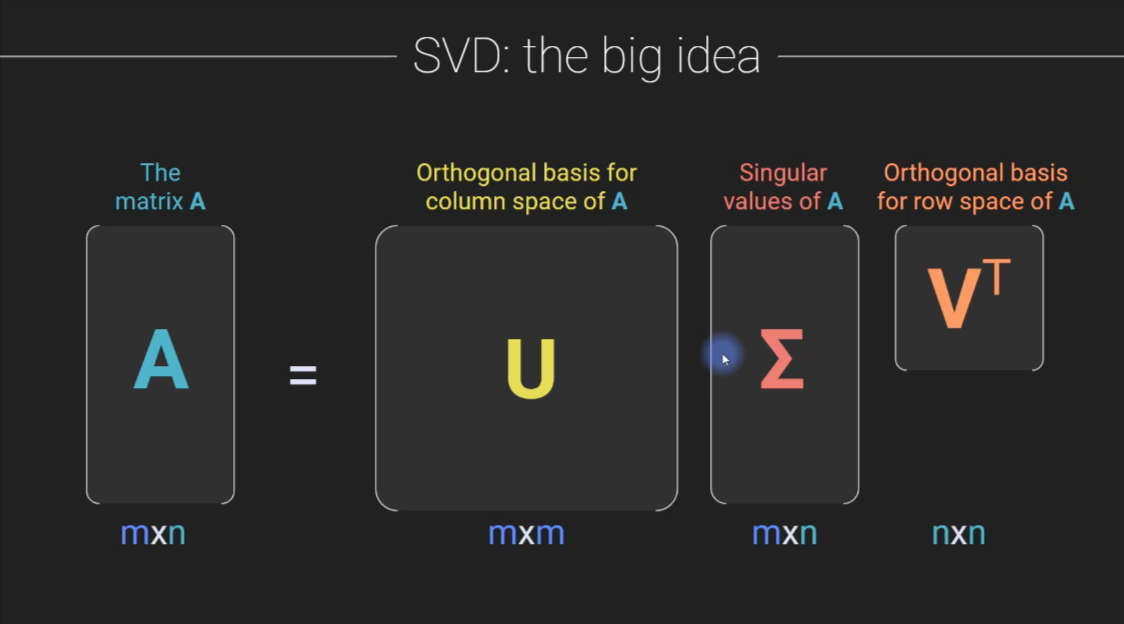 SVD: the big idea
The
matrix A
Orthogonal basis for
column space of A
Singular
values of A
Orthogonal basis
for row space of A
A
=
U
Σ
Vᵀ
mxn
mxm
mxn
nxn